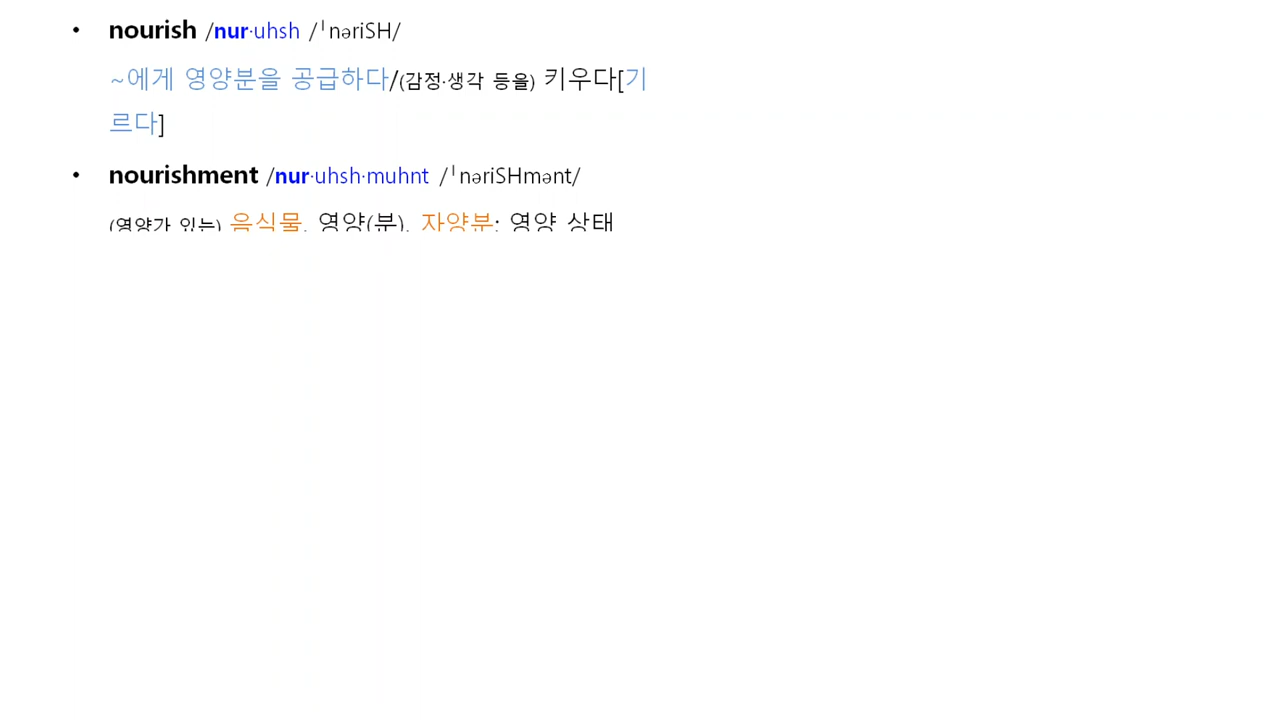 • nourish /nur·uhsh /ˈnəriSH/
~에게 영양분을 공급하다/(감정·생각 등을) 키우다[기
르다]
• nourishment /nur·uhsh·muhnt /ˈnəriSHmənt/
(영양가 있는) 음식물, 영양(분), 자양분; 영양 상태